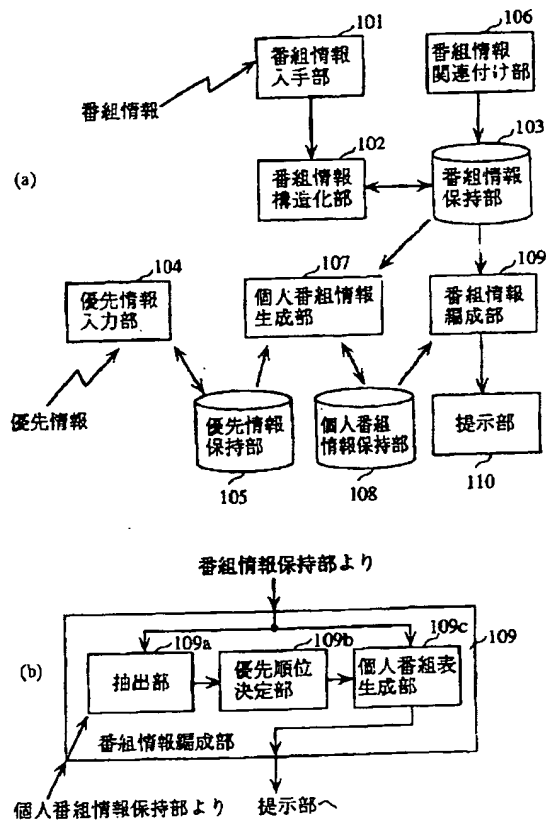 101
番組情報
入手部
106
番組情報
関連付け部
番組情報
103
(a)
102
番組情報
構造化部
番組情報
保持部
104
優先情報
入力部
107
個人番組情報
生成部
109
番組情報
編成部
優先情報
優先情報
保持部
105
個人番組
情報保持部
108
提示部
110
番組情報保持部より
(b)
109a
抽出部
109b
優先順位
決定部
109c
個人番組表
生成部
109
番組情報編成部
個人番組情報保持部より
提示部へ